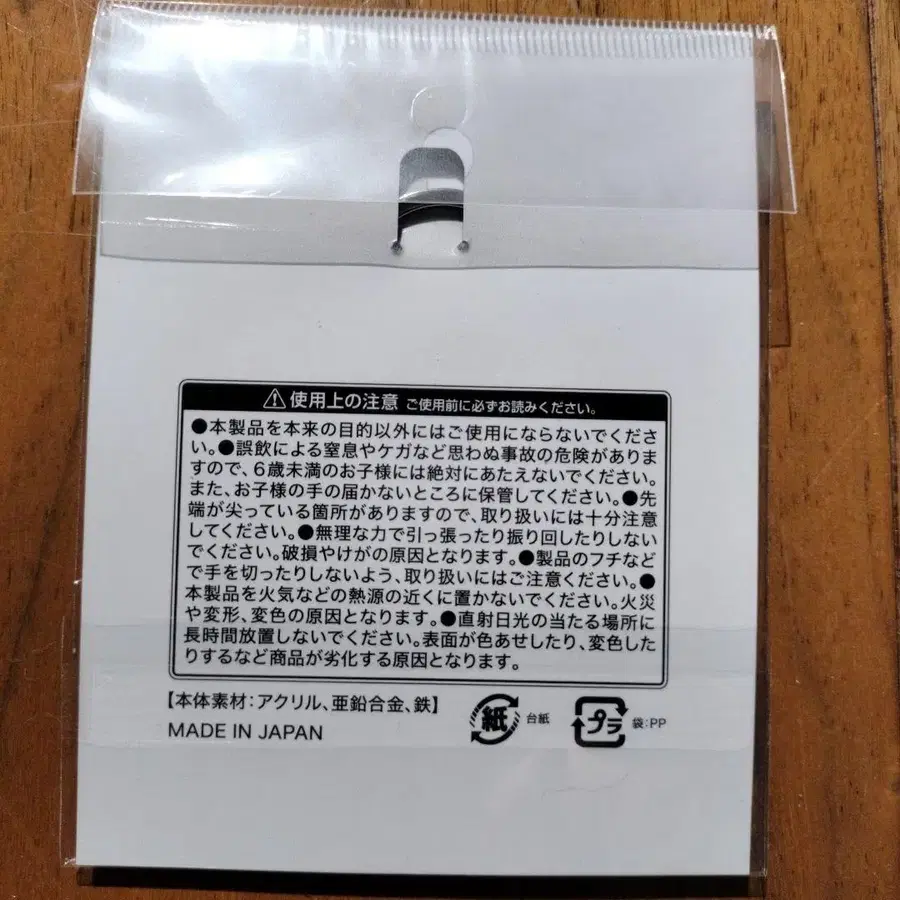 ⚠使用上の注意 ご使用前に必ずお読みください。
●本製品を本来の目的以外にはご使用にならないでくださ
い。●誤飲による窒息やケガなど思わぬ事故の危険がありま
すので、6歳未満のお子様には絶対にあたえないでください。
また、お子様の手の届かないところに保管してください。●先
端が尖っている箇所がありますので、取り扱いには十分注意
してください。●無理な力で引っ張ったり振り回したりしない
でください。破損やけがの原因となります。●製品のフチなど
で手を切ったりしないよう、取り扱いにはご注意ください。●
本製品を火気などの熱源の近くに置かないでください。火災
や変形、変色の原因となります。●直射日光の当たる場所に
長時間放置しないでください。表面が色あせしたり、変色した
りするなど商品が劣化する原因となります。
【本体素材:アクリル、亜鉛合金、鉄】
MADE IN JAPAN
紙 台紙
プラ 袋:PP